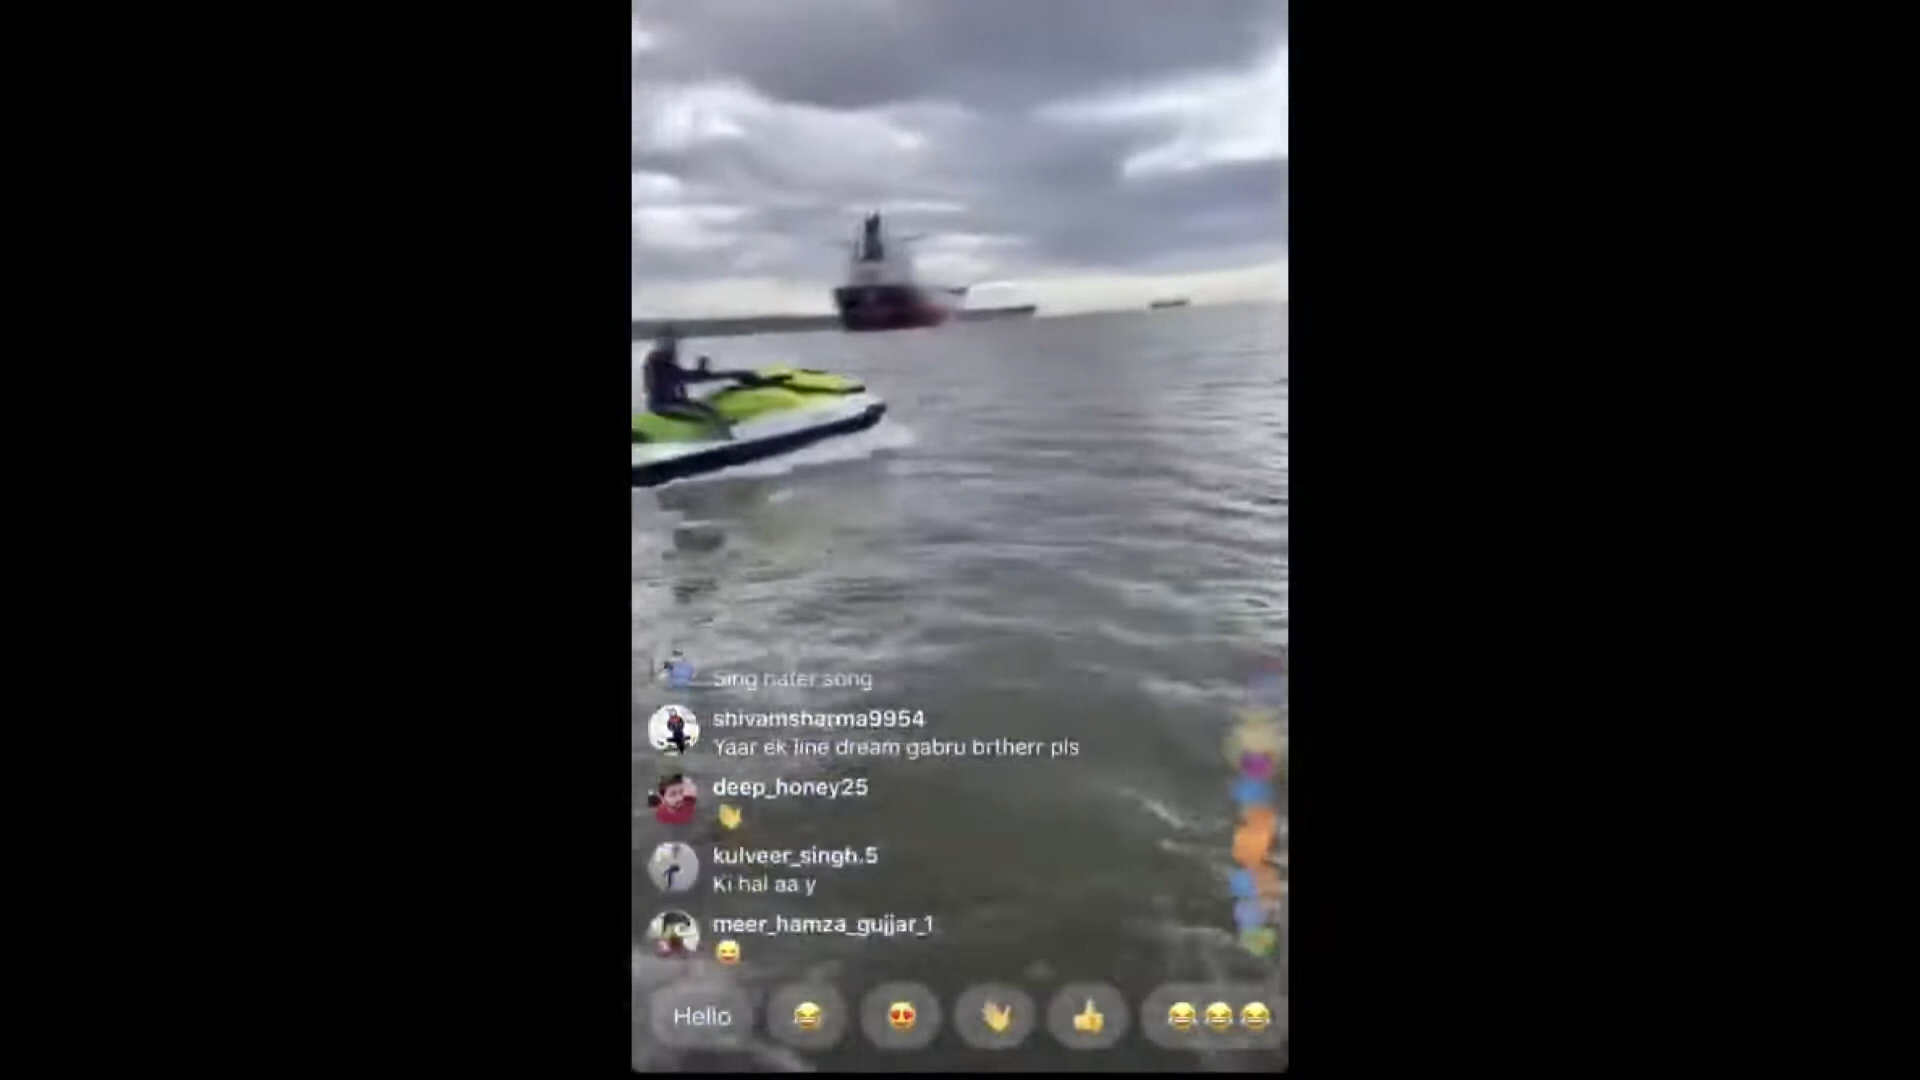 Sing hater song
shivamsharma9954
Yaar ek line dream gabru brtherr pls
deep_honey25
👋
kulveer_singh.5
Ki hal aa y
meer_hamza_gujjar_1
😅
Hello 😂 😍 👋 👍 😂😂😂